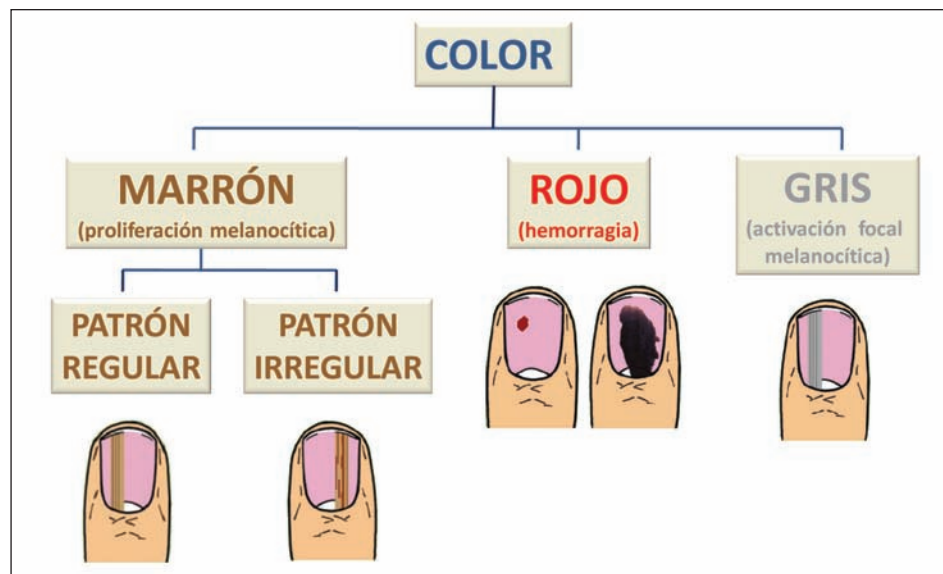 COLOR
MARRÓN
(proliferación melanocítica)
ROJO
(hemorragia)
GRIS
(activación focal
melanocítica)
PATRÓN
REGULAR
PATRÓN
IRREGULAR